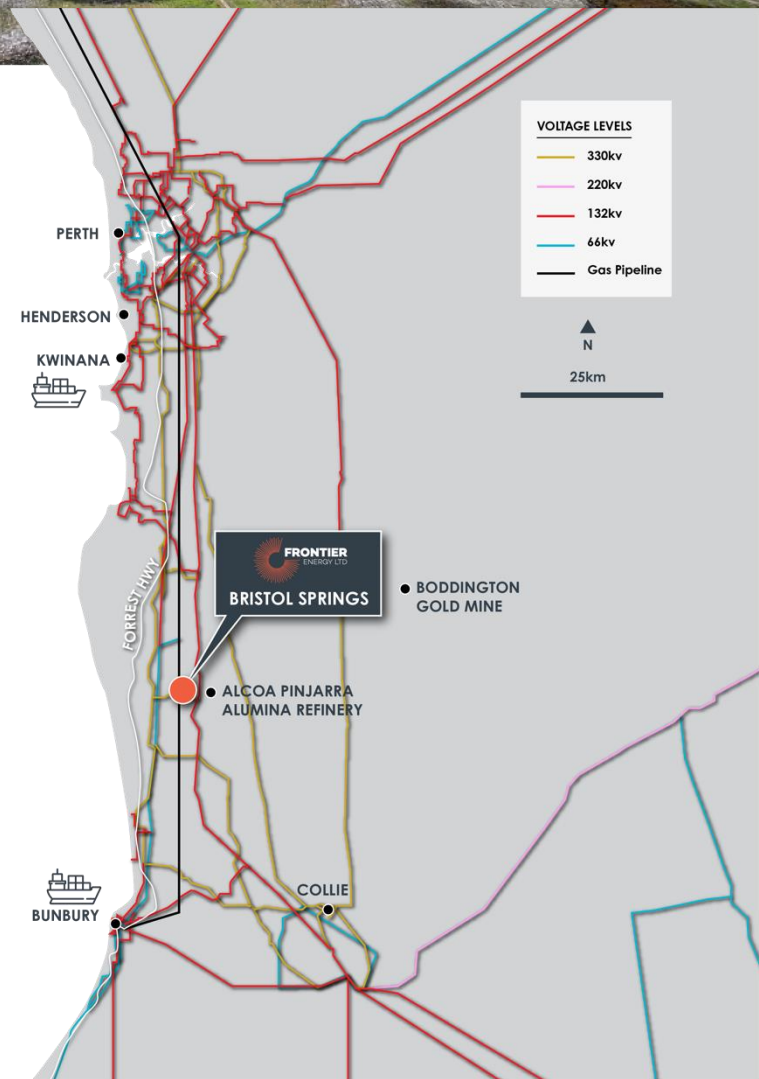 VOLTAGE LEVELS
330kv
220kv
132kv
66kv
Gas Pipeline
N
25km
PERTH
HENDERSON
KWINANA
FORREST HWY
FRONTIER
ENERGY LTD
BRISTOL SPRINGS
BODDINGTON
GOLD MINE
ALCOA PINJARRA
ALUMINA REFINERY
COLLIE
BUNBURY